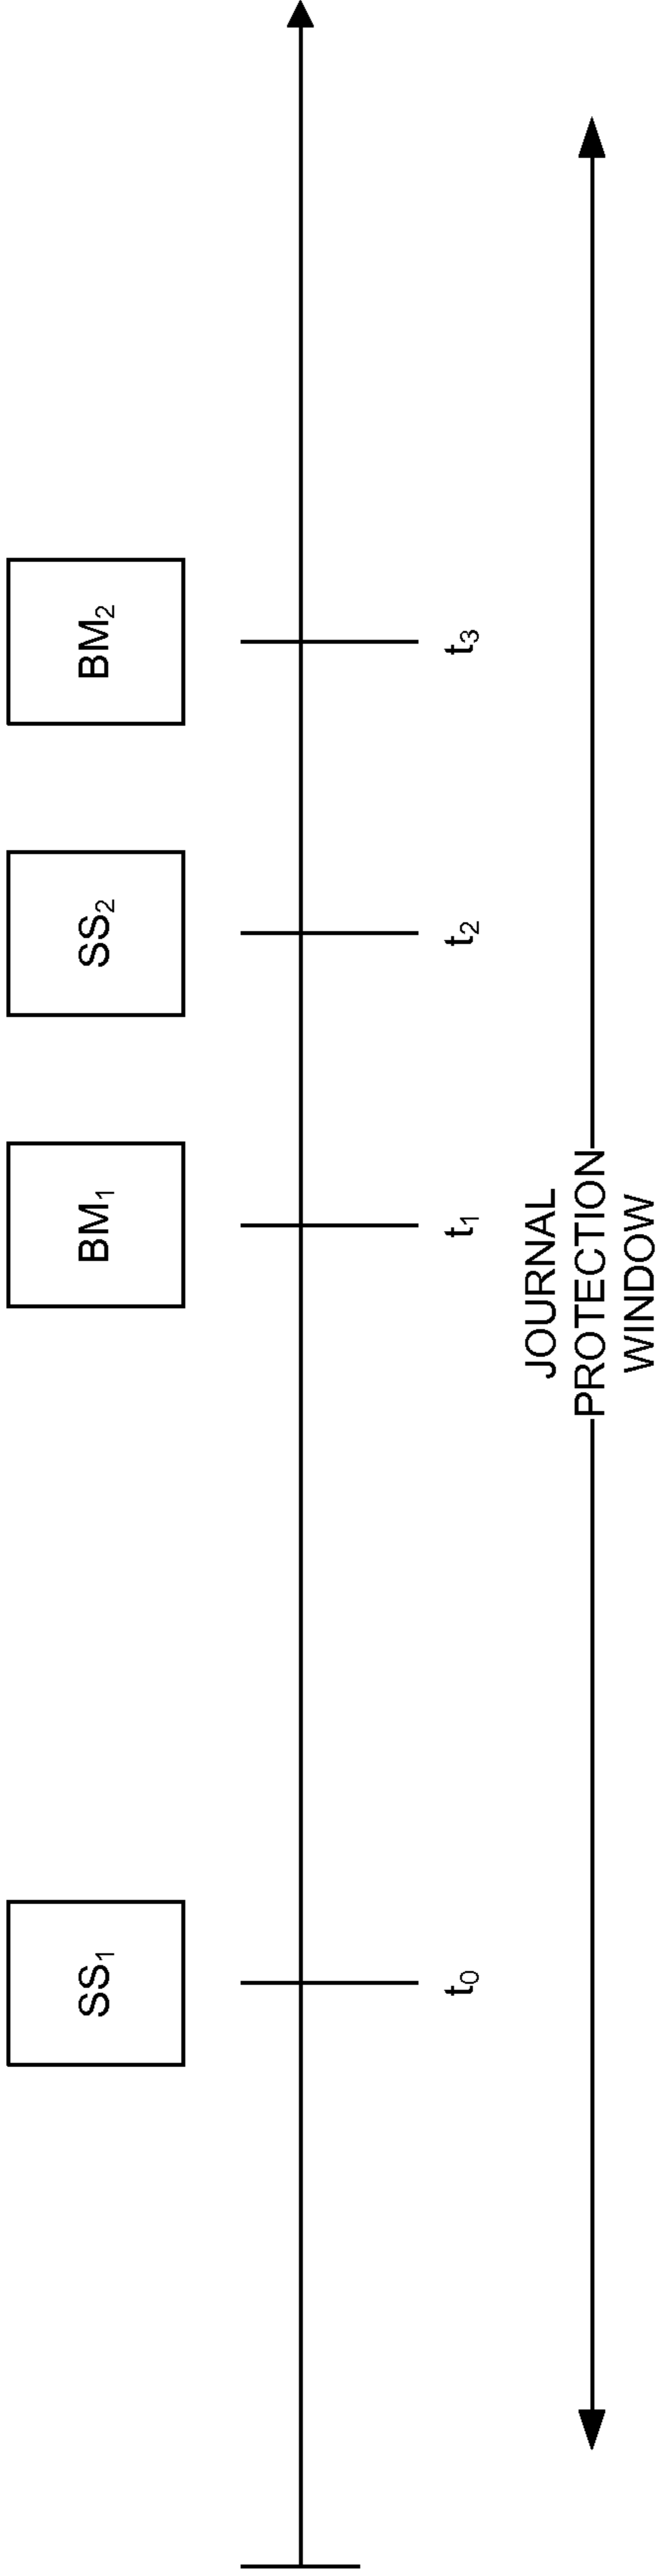 SS₁
BM₁
SS₂
BM₂
t₀
t₁
t₂
t₃
JOURNAL
PROTECTION
WINDOW